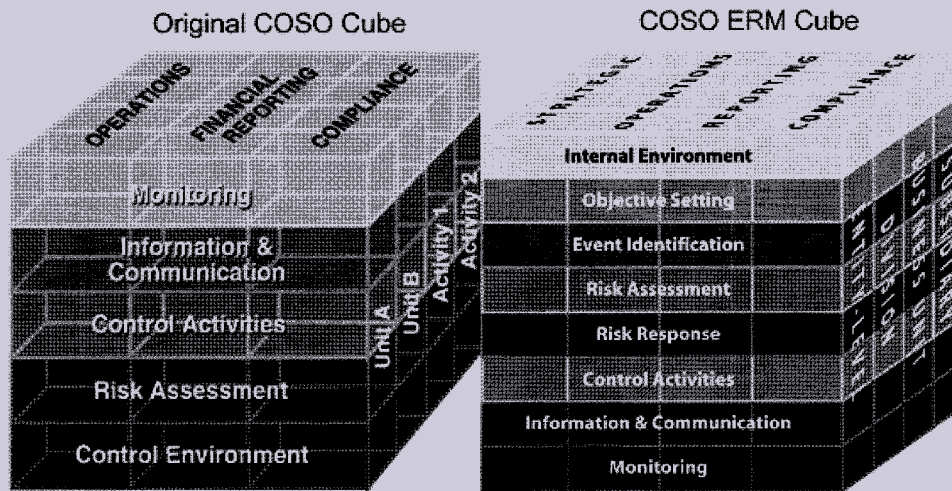 Original COSO Cube
OPERATIONS
FINANCIAL
REPORTING
COMPLIANCE
Monitoring
Information &
Communication
Control Activities
Risk Assessment
Control Environment
Unit A
Unit B
Activity 1
Activity 2
COSO ERM Cube
STRATEGIC
OPERATIONS
REPORTING
COMPLIANCE
Internal Environment
Objective Setting
Event Identification
Risk Assessment
Risk Response
Control Activities
Information & Communication
Monitoring
DIVISION
BUSINESS UNIT